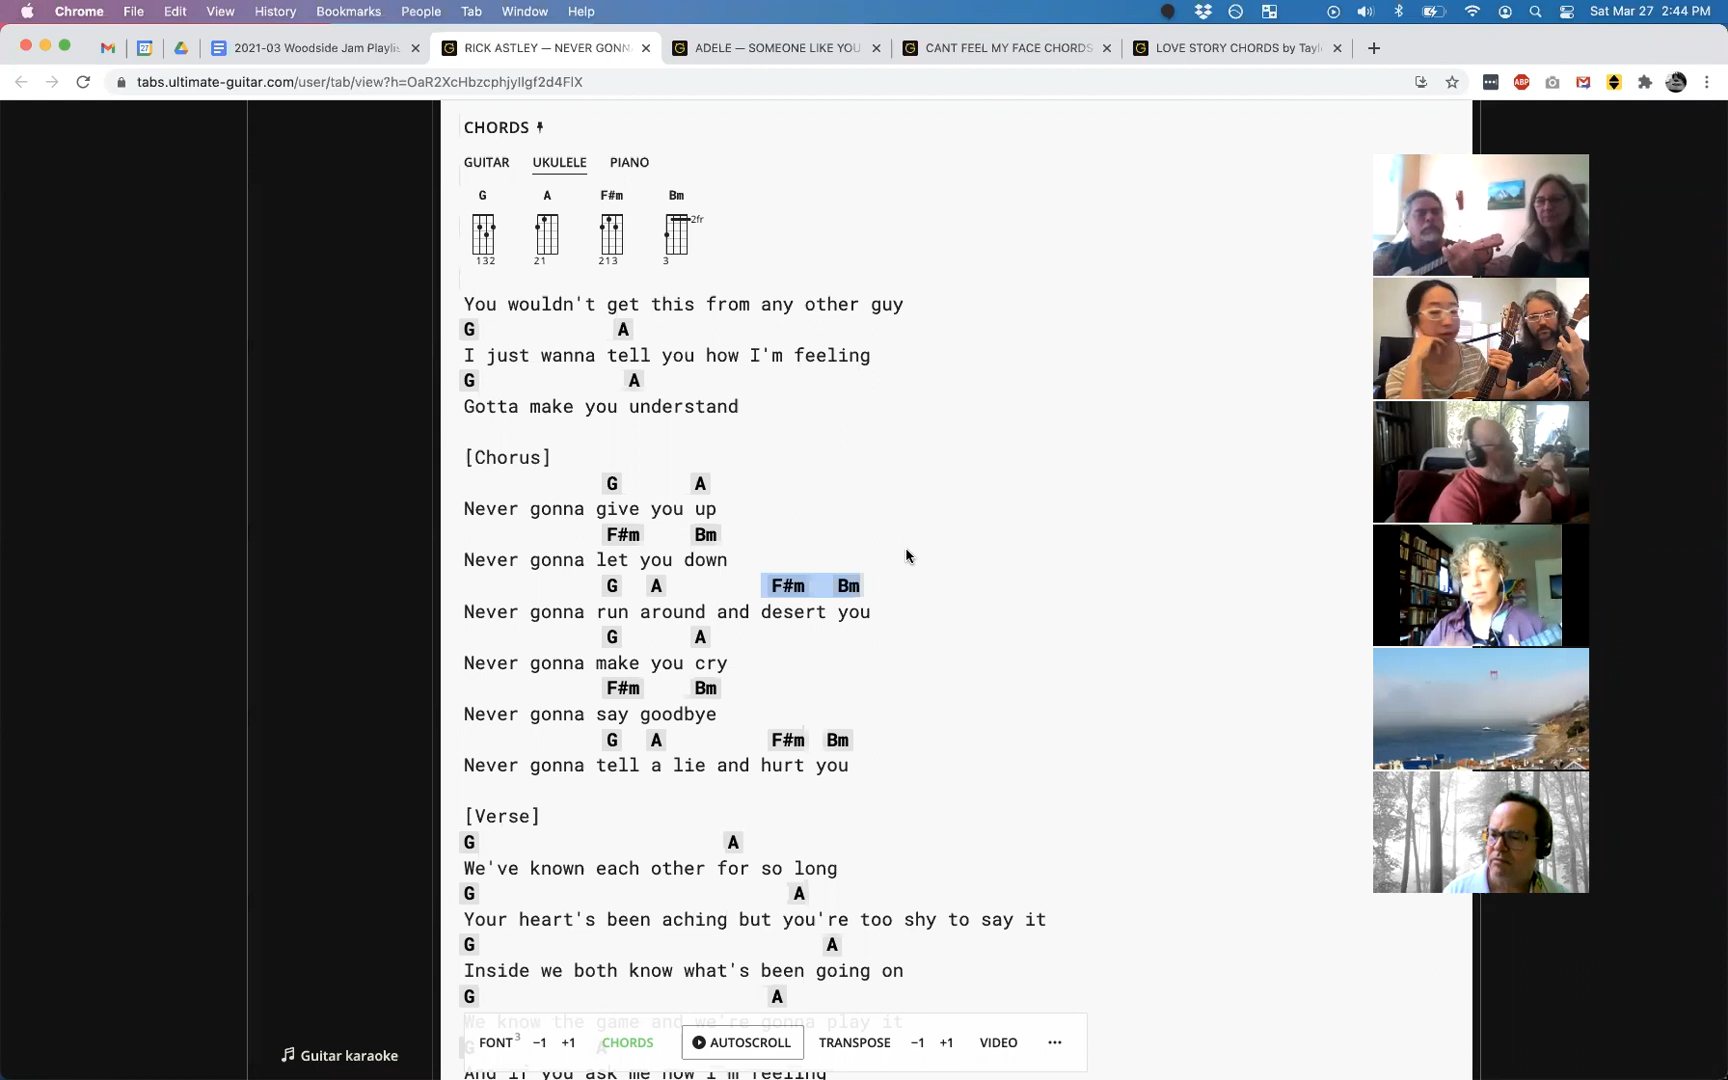 Chrome File Edit View History Bookmarks People Tab Window Help Sat Mar 27 2:44 PM
2021-03 Woodside Jam Playlis RICK ASTLEY — NEVER GONN ADELE — SOMEONE LIKE YOU CANT FEEL MY FACE CHORDS LOVE STORY CHORDS by Tayl
tabs.ultimate-guitar.com/user/tab/view?h=OaR2XcHbzcphjyIlgf2d4FlX
CHORDS
GUITAR UKULELE PIANO
G A F#m Bm
2fr
132 21 213 3
You wouldn't get this from any other guy
G A
I just wanna tell you how I'm feeling
G A
Gotta make you understand
[Chorus]
G A
Never gonna give you up
F#m Bm
Never gonna let you down
G A F#m Bm
Never gonna run around and desert you
G A
Never gonna make you cry
F#m Bm
Never gonna say goodbye
G A F#m Bm
Never gonna tell a lie and hurt you
[Verse]
G A
We've known each other for so long
G A
Your heart's been aching but you're too shy to say it
G A
Inside we both know what's been going on
G A
We know the game and we're gonna play it
G A
And if you ask me how I'm feeling
FONT 3 −1 +1 CHORDS AUTOSCROLL TRANSPOSE −1 +1 VIDEO ...
Guitar karaoke